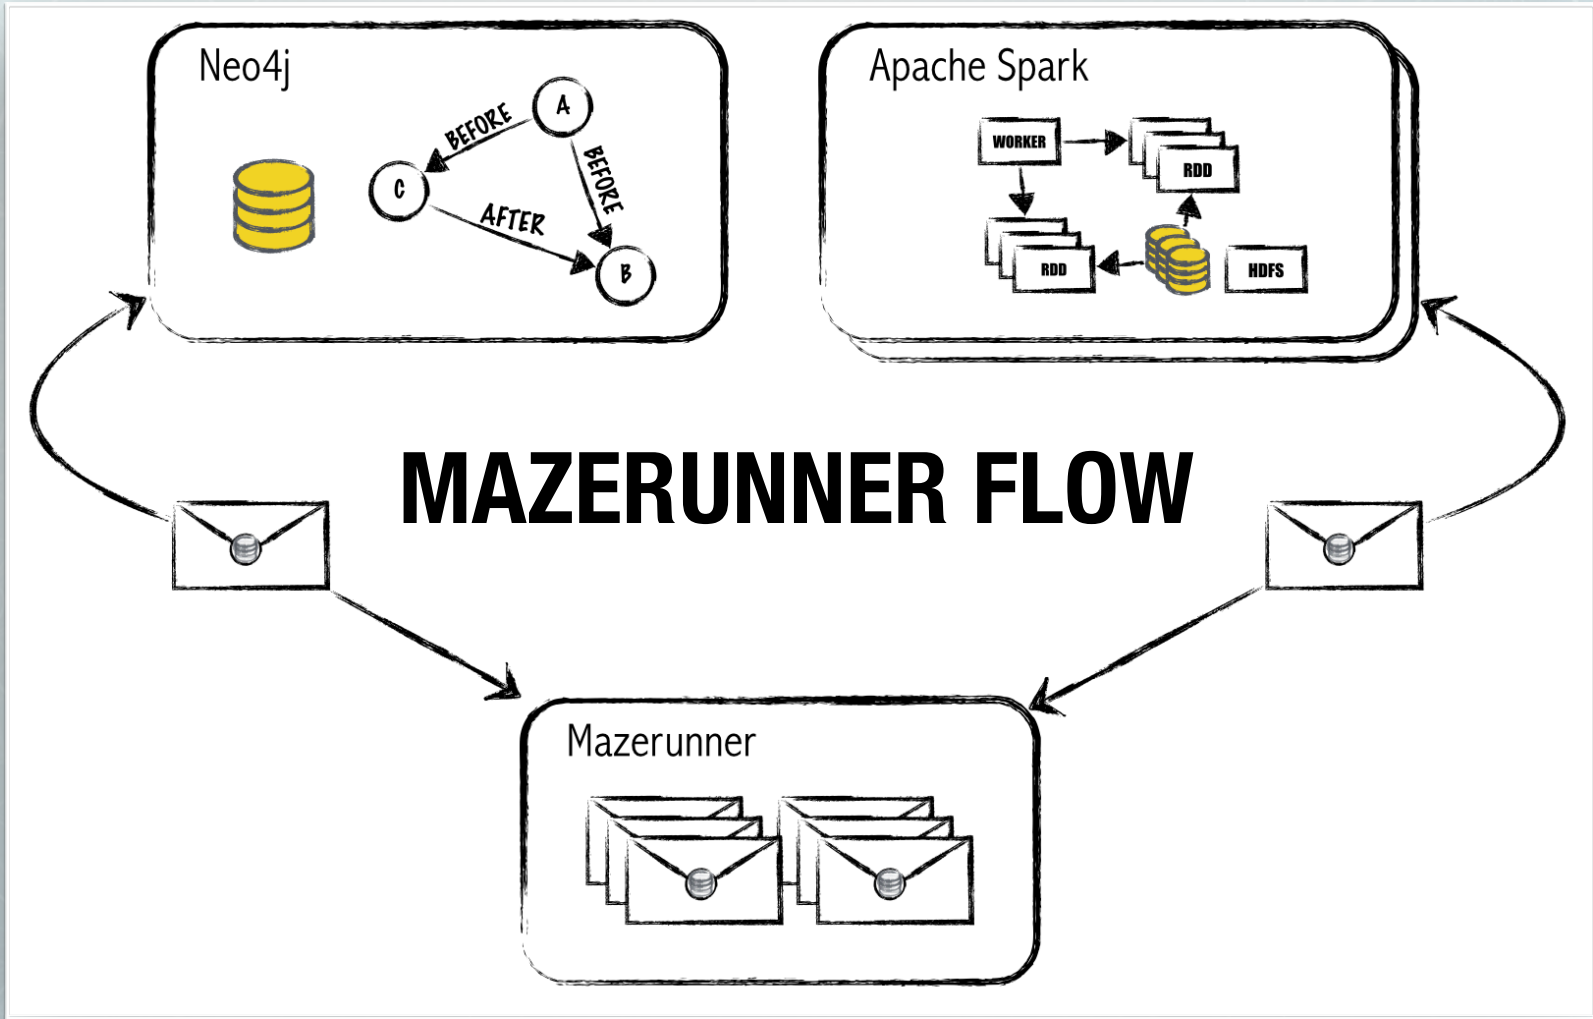 Neo4j
A
BEFORE
BEFORE
C
AFTER
B
Apache Spark
WORKER
RDD
RDD
HDFS
MAZERUNNER FLOW
Mazerunner